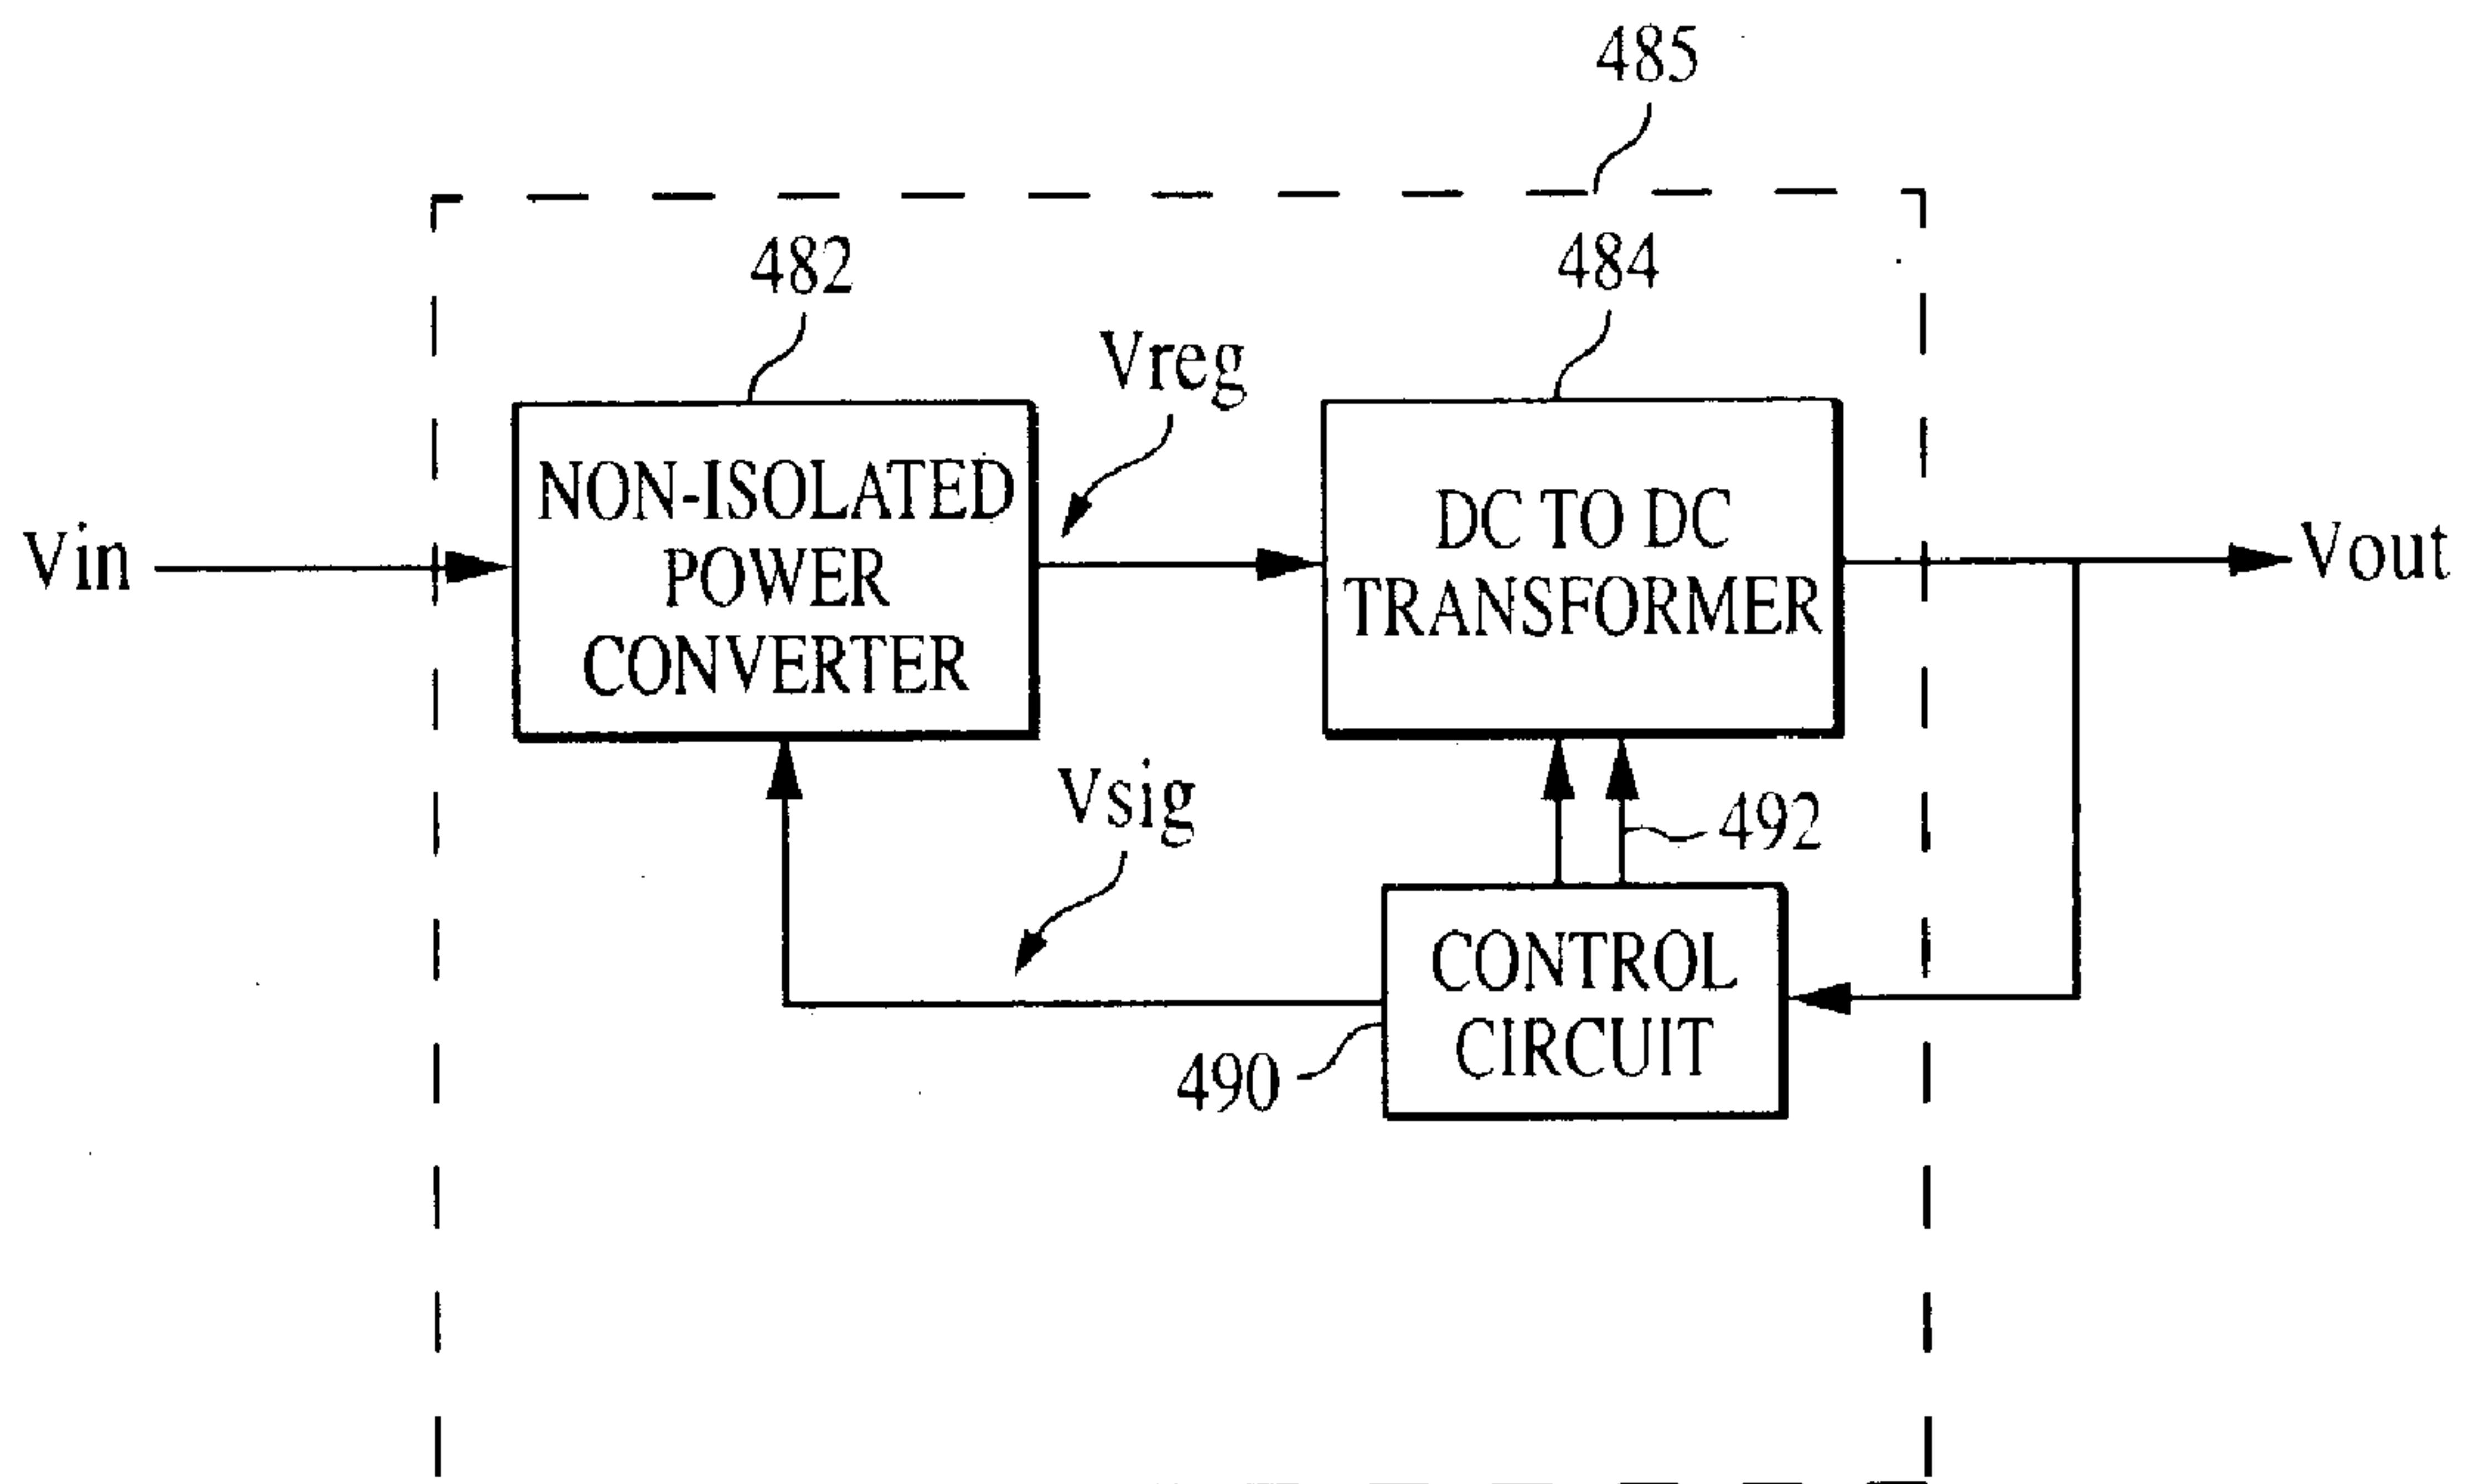 485
482
484
Vreg
NON-ISOLATED
POWER
CONVERTER
DC TO DC
TRANSFORMER
Vin
Vout
Vsig
492
CONTROL
CIRCUIT
490